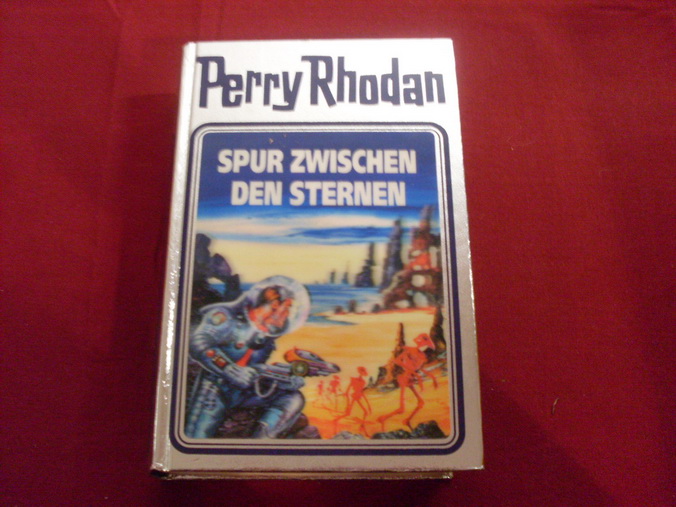 Perry Rhodan
SPUR ZWISCHEN
DEN STERNEN